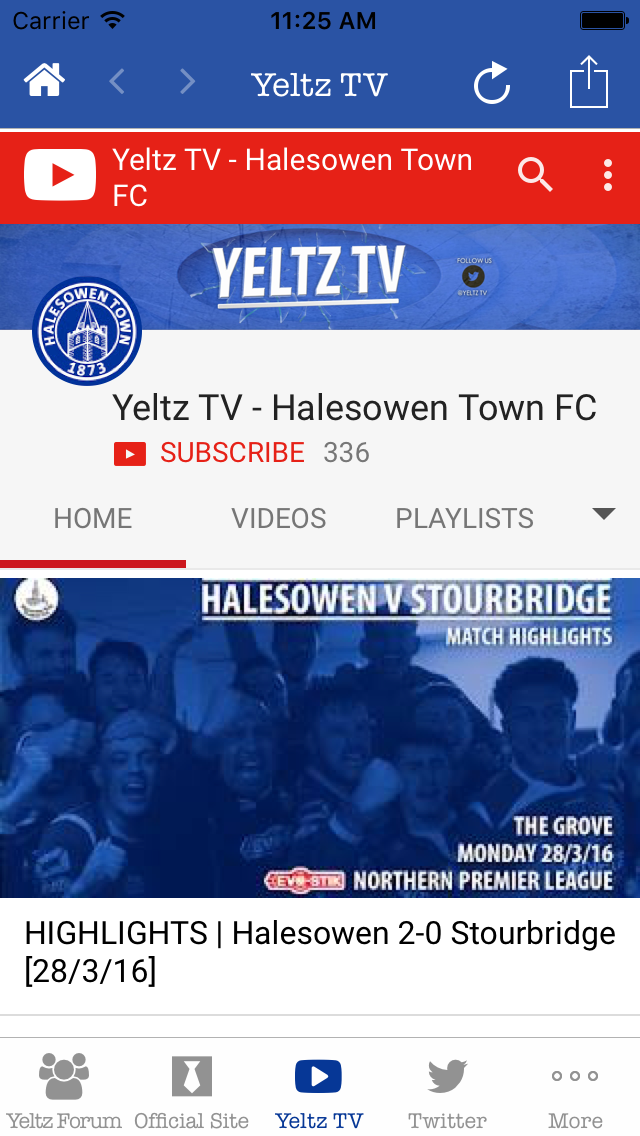 Carrier 11:25 AM
Yeltz TV
Yeltz TV - Halesowen Town
FC
YELTZ TV
FOLLOW US
@YELTZ TV
HALESOWEN TOWN
1873
Yeltz TV - Halesowen Town FC
SUBSCRIBE 336
HOME VIDEOS PLAYLISTS
HALESOWEN V STOURBRIDGE
MATCH HIGHLIGHTS
THE GROVE
MONDAY 28/3/16
EVO-STIK NORTHERN PREMIER LEAGUE
HIGHLIGHTS | Halesowen 2-0 Stourbridge
[28/3/16]
Yeltz Forum Official Site Yeltz TV Twitter More